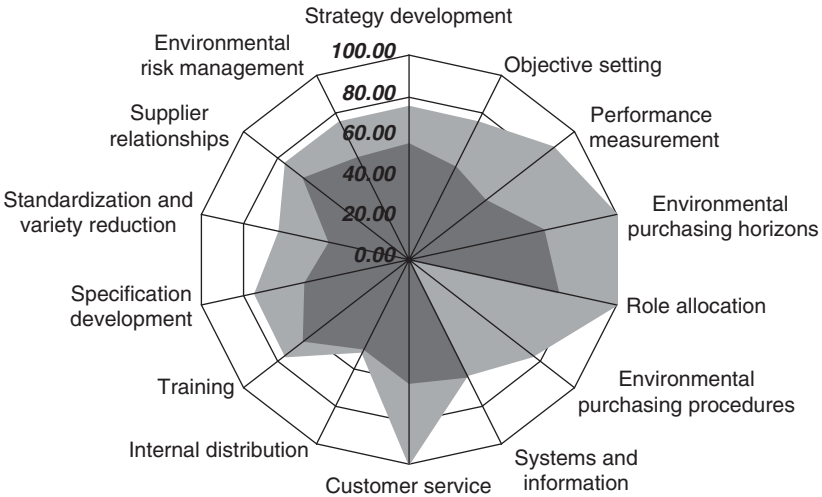 Strategy development
Environmental
risk management
100.00
Objective setting
80.00
Supplier
relationships
Performance
measurement
60.00
40.00
Standardization and
variety reduction
Environmental
purchasing horizons
20.00
0.00
Specification
development
Role allocation
Training
Environmental
purchasing procedures
Internal distribution
Systems and
information
Customer service